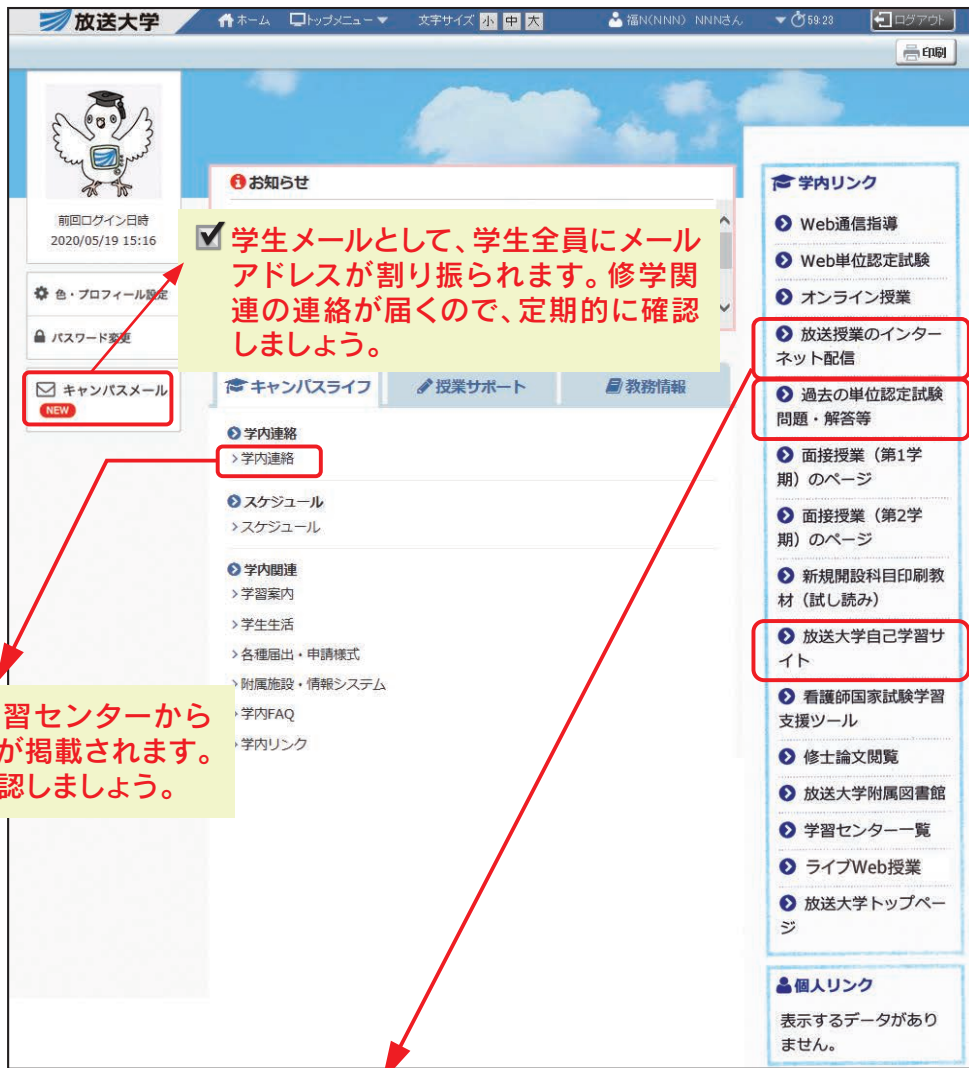 放送大学
ホーム トップメニュー▼ 文字サイズ 小 中 大 福N(NNN) NNNさん ▼ 59:28 ログアウト
印刷
前回ログイン日時
2020/05/19 15:16
色・プロフィール設定
パスワード変更
キャンパスメール
NEW
お知らせ
学生メールとして、学生全員にメール
アドレスが割り振られます。修学関
連の連絡が届くので、定期的に確認
しましょう。
キャンパスライフ 授業サポート 教務情報
学内連絡
>学内連絡
スケジュール
>スケジュール
学内関連
>学習案内
>学生生活
>各種届出・申請様式
>附属施設・情報システム
>学内FAQ
>学内リンク
習センターから
が掲載されます。
認しましょう。
学内リンク
Web通信指導
Web単位認定試験
オンライン授業
放送授業のインター
ネット配信
過去の単位認定試験
問題・解答等
面接授業(第1学
期)のページ
面接授業(第2学
期)のページ
新規開設科目印刷教
材(試し読み)
放送大学自己学習サ
イト
看護師国家試験学習
支援ツール
修士論文閲覧
放送大学附属図書館
学習センター一覧
ライブWeb授業
放送大学トップペー
ジ
個人リンク
表示するデータがあり
ません。